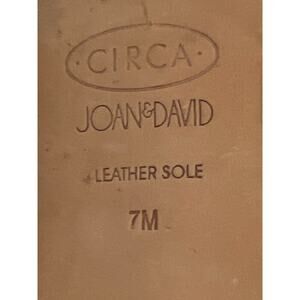 ·CIRCA·
JOAN&DAVID
LEATHER SOLE
7M